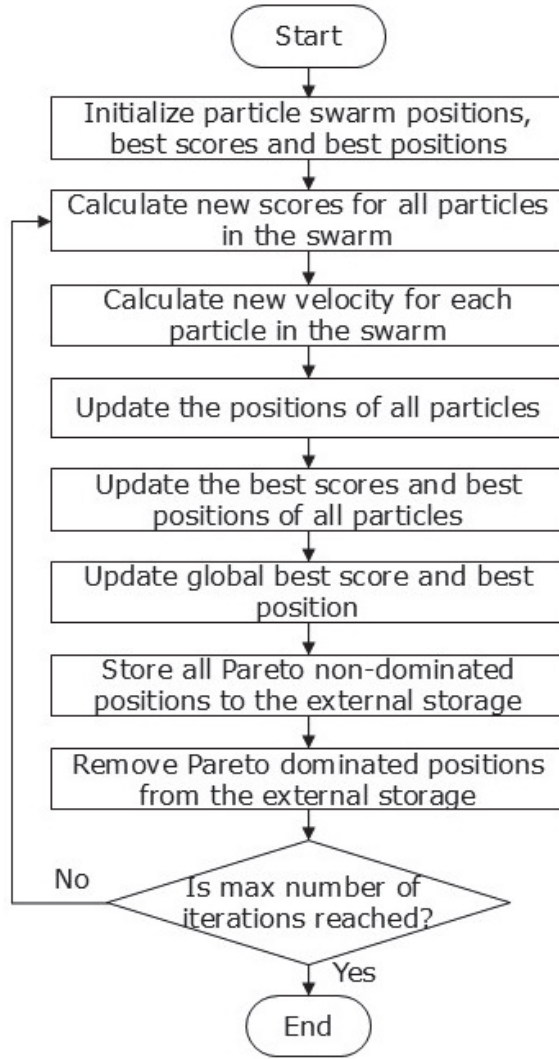 Start
Initialize particle swarm positions,
best scores and best positions
Calculate new scores for all particles
in the swarm
Calculate new velocity for each
particle in the swarm
Update the positions of all particles
Update the best scores and best
positions of all particles
Update global best score and best
position
Store all Pareto non-dominated
positions to the external storage
Remove Pareto dominated positions
from the external storage
No
Is max number of
iterations reached?
Yes
End